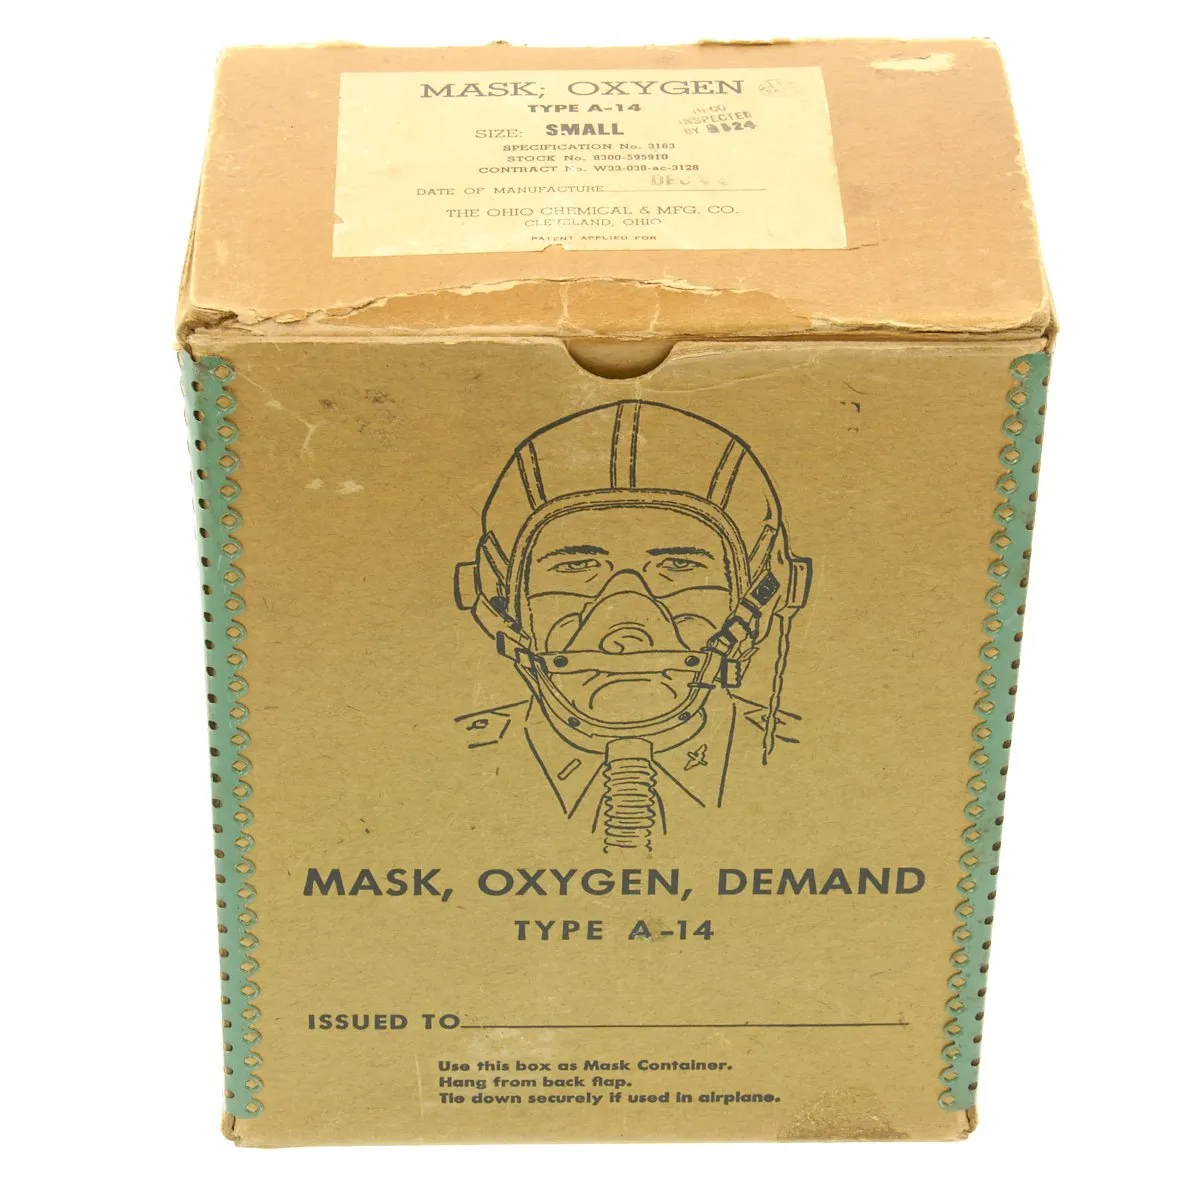 MASK; OXYGEN
TYPE A-14
SIZE: SMALL
INSPECTED
BY
SPECIFICATION No. 3163
STOCK No. 8300-595910
CONTRACT No. W33-038-ac-3128
DATE OF MANUFACTURE DEC
THE OHIO CHEMICAL & MFG. CO.
CLEVELAND, OHIO
PATENT APPLIED FOR
MASK, OXYGEN, DEMAND
TYPE A-14
ISSUED TO
Use this box as Mask Container.
Hang from back flap.
Tie down securely if used in airplane.